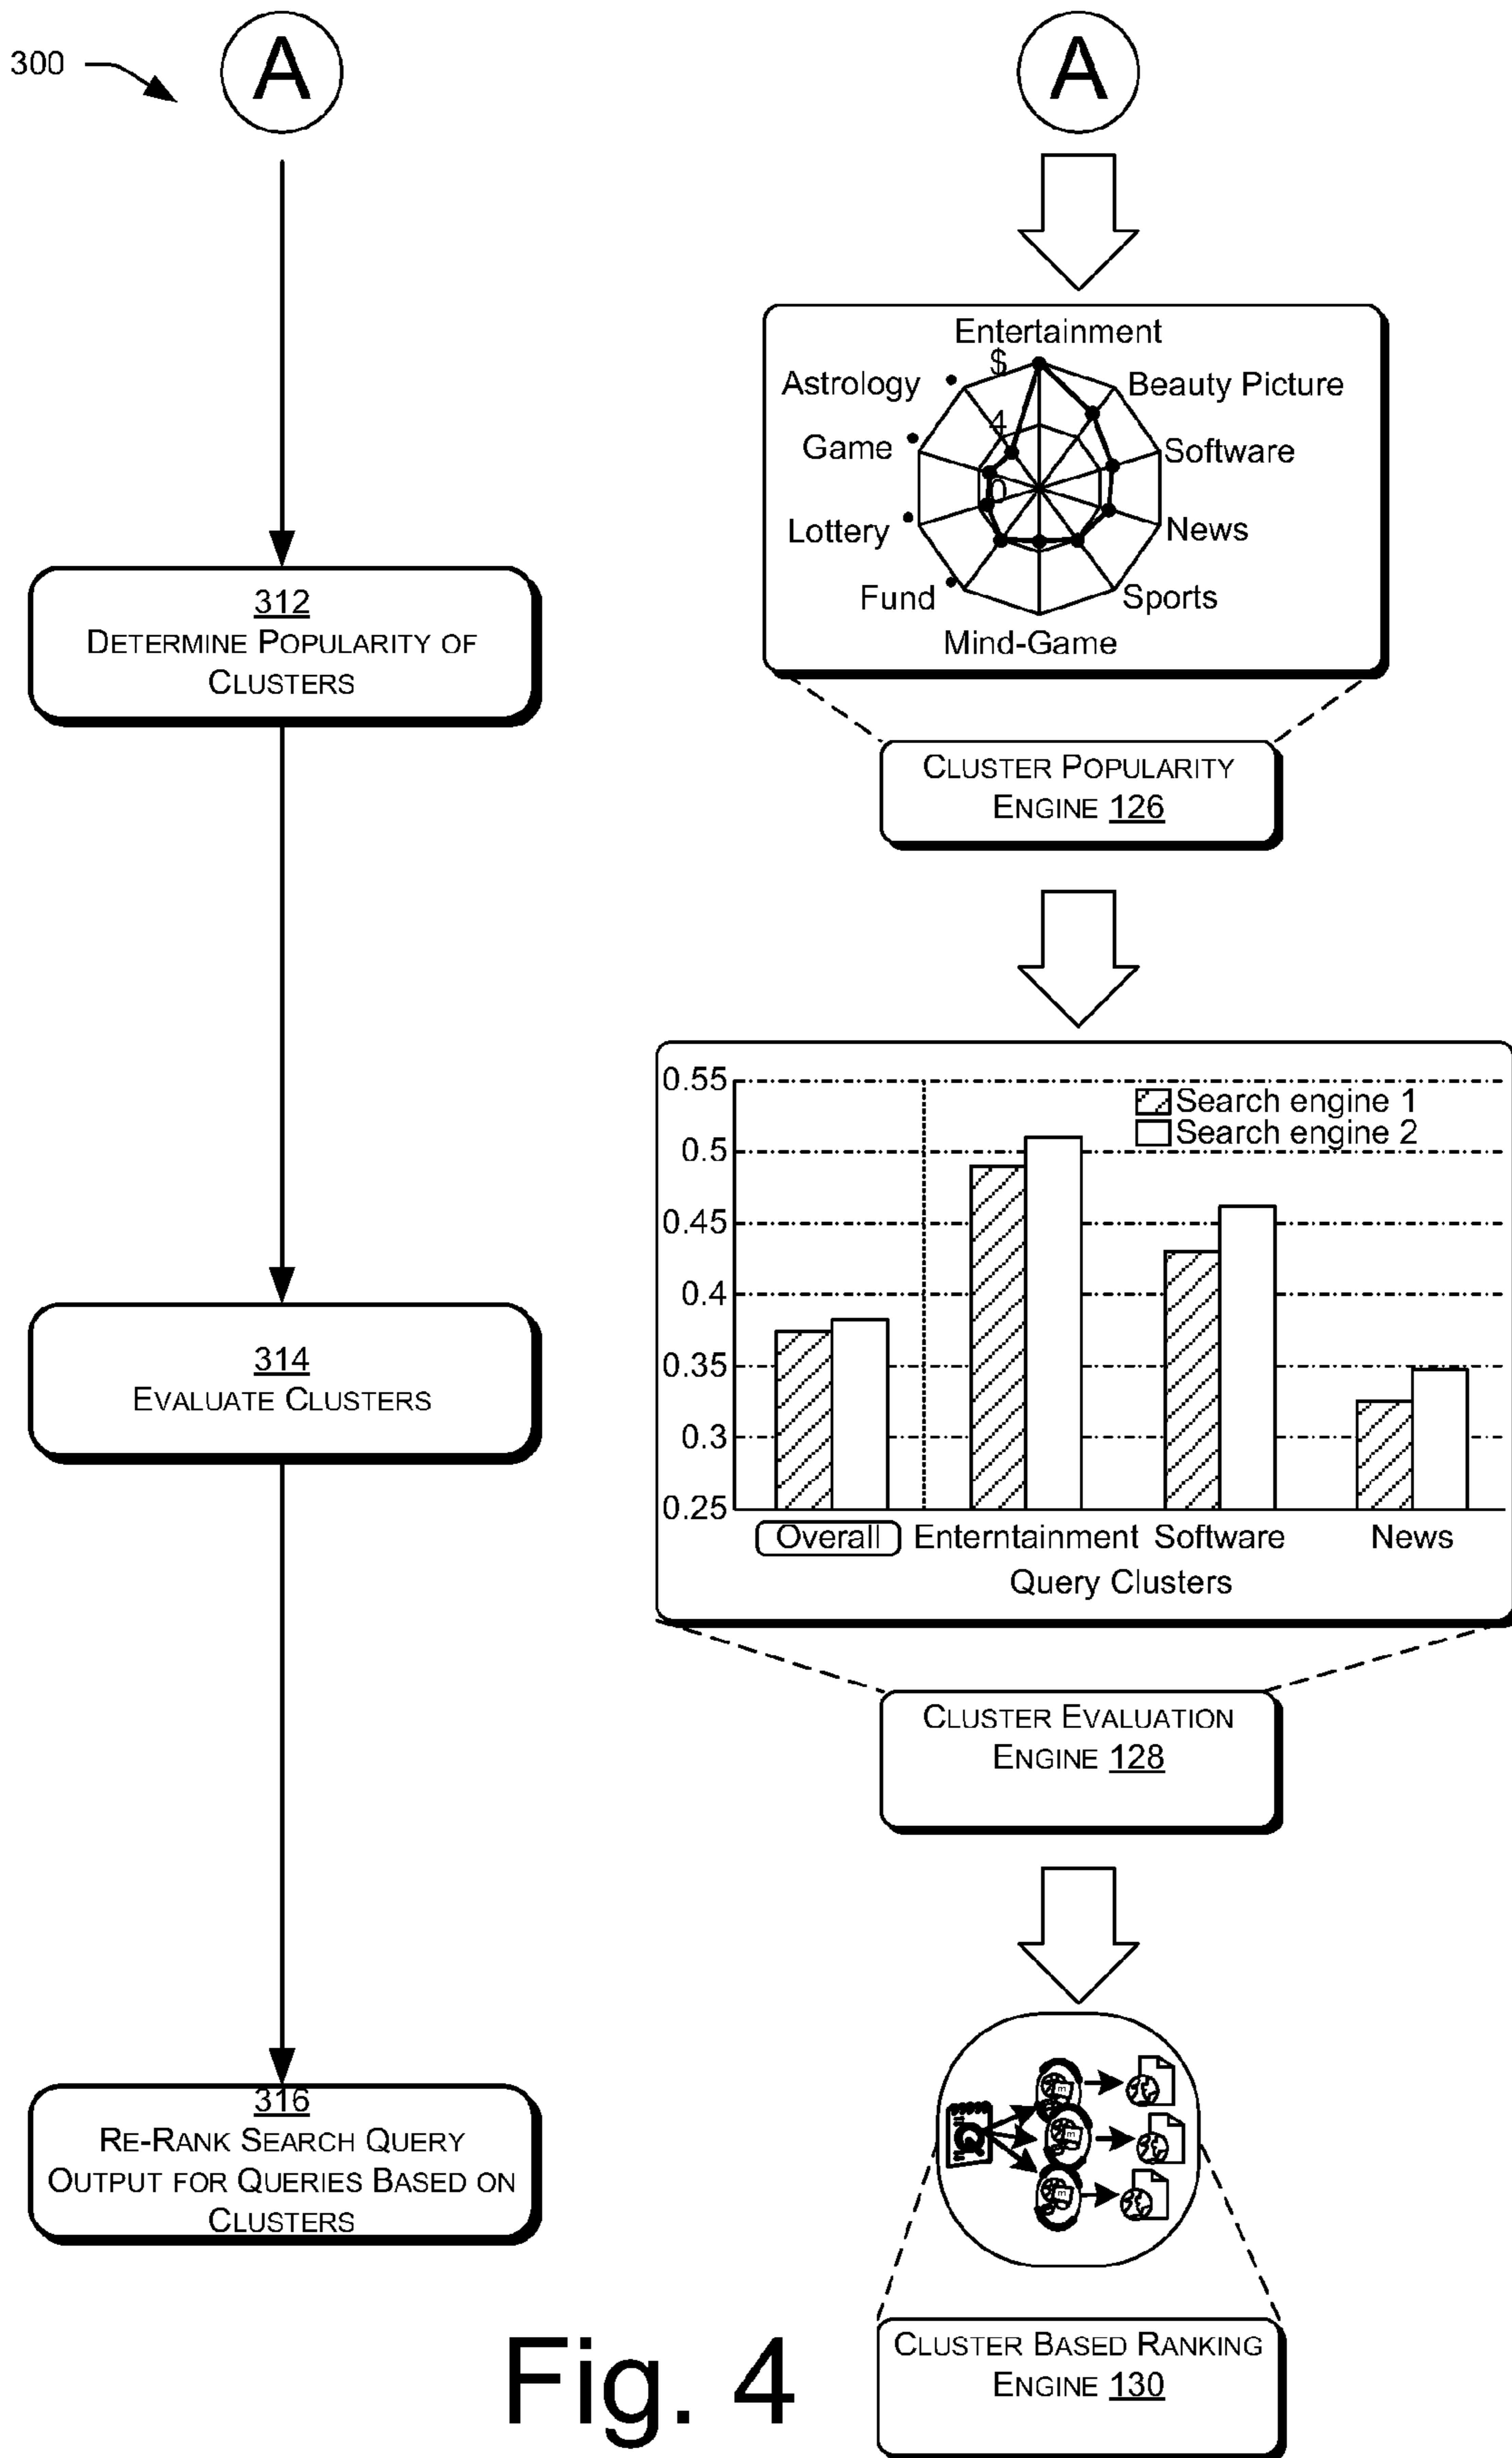 300
A
A
312
DETERMINE POPULARITY OF
CLUSTERS
Entertainment
$
Astrology
Beauty Picture
4
Game
Software
0
Lottery
News
Fund
Sports
Mind-Game
CLUSTER POPULARITY
ENGINE 126
314
EVALUATE CLUSTERS
0.55
Search engine 1
Search engine 2
0.5
0.45
0.4
0.35
0.3
0.25
Overall Enterntainment Software News
Query Clusters
CLUSTER EVALUATION
ENGINE 128
316
RE-RANK SEARCH QUERY
OUTPUT FOR QUERIES BASED ON
CLUSTERS
Q
CLUSTER BASED RANKING
ENGINE 130
Fig. 4